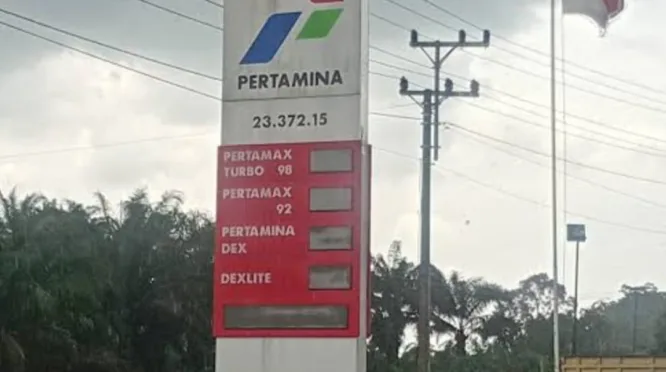 PERTAMINA
23.372.15
PERTAMAX
TURBO 98
PERTAMAX
92
PERTAMINA
DEX
DEXLITE